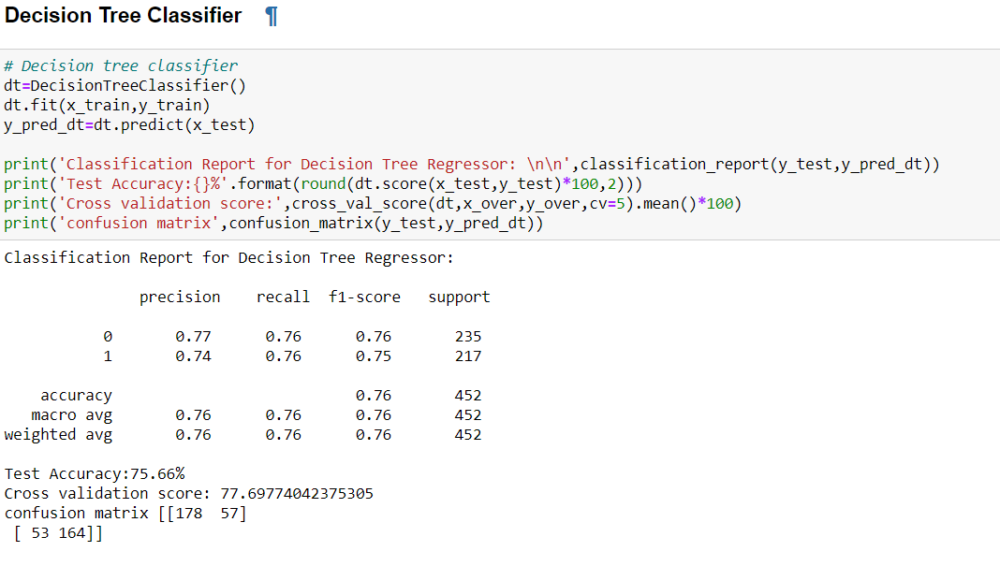 Decision Tree Classifier ¶
# Decision tree classifier
dt=DecisionTreeClassifier()
dt.fit(x_train,y_train)
y_pred_dt=dt.predict(x_test)
print('Classification Report for Decision Tree Regressor: \n\n',classification_report(y_test,y_pred_dt))
print('Test Accuracy:{}%'.format(round(dt.score(x_test,y_test)*100,2)))
print('Cross validation score:',cross_val_score(dt,x_over,y_over,cv=5).mean()*100)
print('confusion matrix',confusion_matrix(y_test,y_pred_dt))
Classification Report for Decision Tree Regressor:
precision recall f1-score support
0 0.77 0.76 0.76 235
1 0.74 0.76 0.75 217
accuracy 0.76 452
macro avg 0.76 0.76 0.76 452
weighted avg 0.76 0.76 0.76 452
Test Accuracy:75.66%
Cross validation score: 77.69774042375305
confusion matrix [[178 57]
[ 53 164]]